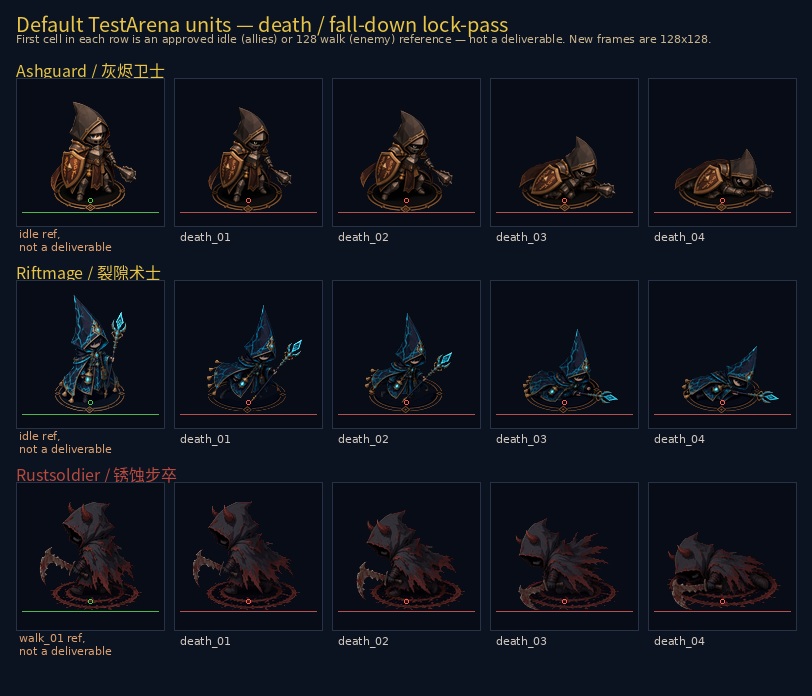 Default TestArena units — death / fall-down lock-pass
First cell in each row is an approved idle (allies) or 128 walk (enemy) reference — not a deliverable. New frames are 128x128.
Ashguard / 灰烬卫士
idle ref,
not a deliverable
death_01
death_02
death_03
death_04
Riftmage / 裂隙术士
idle ref,
not a deliverable
death_01
death_02
death_03
death_04
Rustsoldier / 锈蚀步卒
walk_01 ref,
not a deliverable
death_01
death_02
death_03
death_04